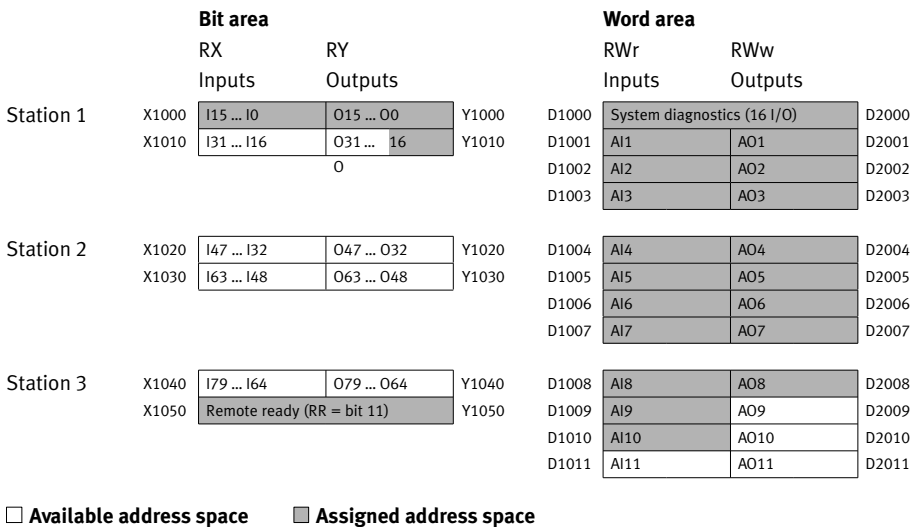 Bit area Word area
RX RY RWr RWw
Inputs Outputs Inputs Outputs
Station 1 X1000 I15 ... I0 O15 ... O0 Y1000 D1000 System diagnostics (16 I/O) D2000
X1010 I31 ... I16 O31 ... 16 Y1010 D1001 AI1 AO1 D2001
O D1002 AI2 AO2 D2002
D1003 AI3 AO3 D2003
Station 2 X1020 I47 ... I32 O47 ... O32 Y1020 D1004 AI4 AO4 D2004
X1030 I63 ... I48 O63 ... O48 Y1030 D1005 AI5 AO5 D2005
D1006 AI6 AO6 D2006
D1007 AI7 AO7 D2007
Station 3 X1040 I79 ... I64 O79 ... O64 Y1040 D1008 AI8 AO8 D2008
X1050 Remote ready (RR = bit 11) Y1050 D1009 AI9 AO9 D2009
D1010 AI10 AO10 D2010
D1011 AI11 AO11 D2011
Available address space Assigned address space